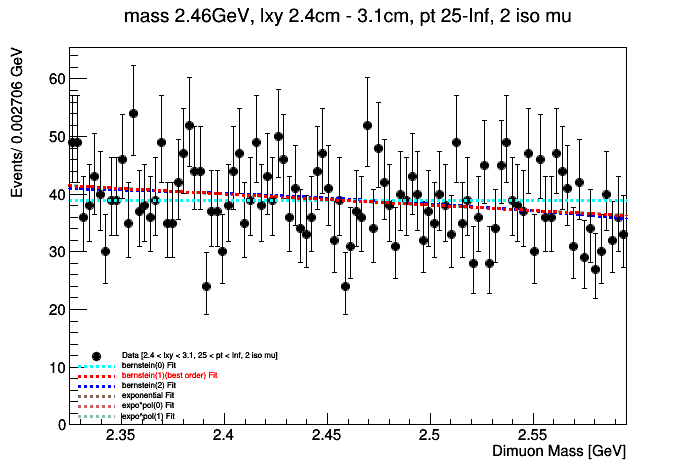 mass 2.46GeV, lxy 2.4cm - 3.1cm, pt 25-Inf, 2 iso mu
Events/ 0.002706 GeV
60
50
40
30
20
10
0
Data [2.4 < lxy < 3.1, 25 < pt < Inf, 2 iso mu]
bernstein(0) Fit
bernstein(1)(best order) Fit
bernstein(2) Fit
exponential Fit
expo*pol(0) Fit
expo*pol(1) Fit
2.35 2.4 2.45 2.5 2.55
Dimuon Mass [GeV]